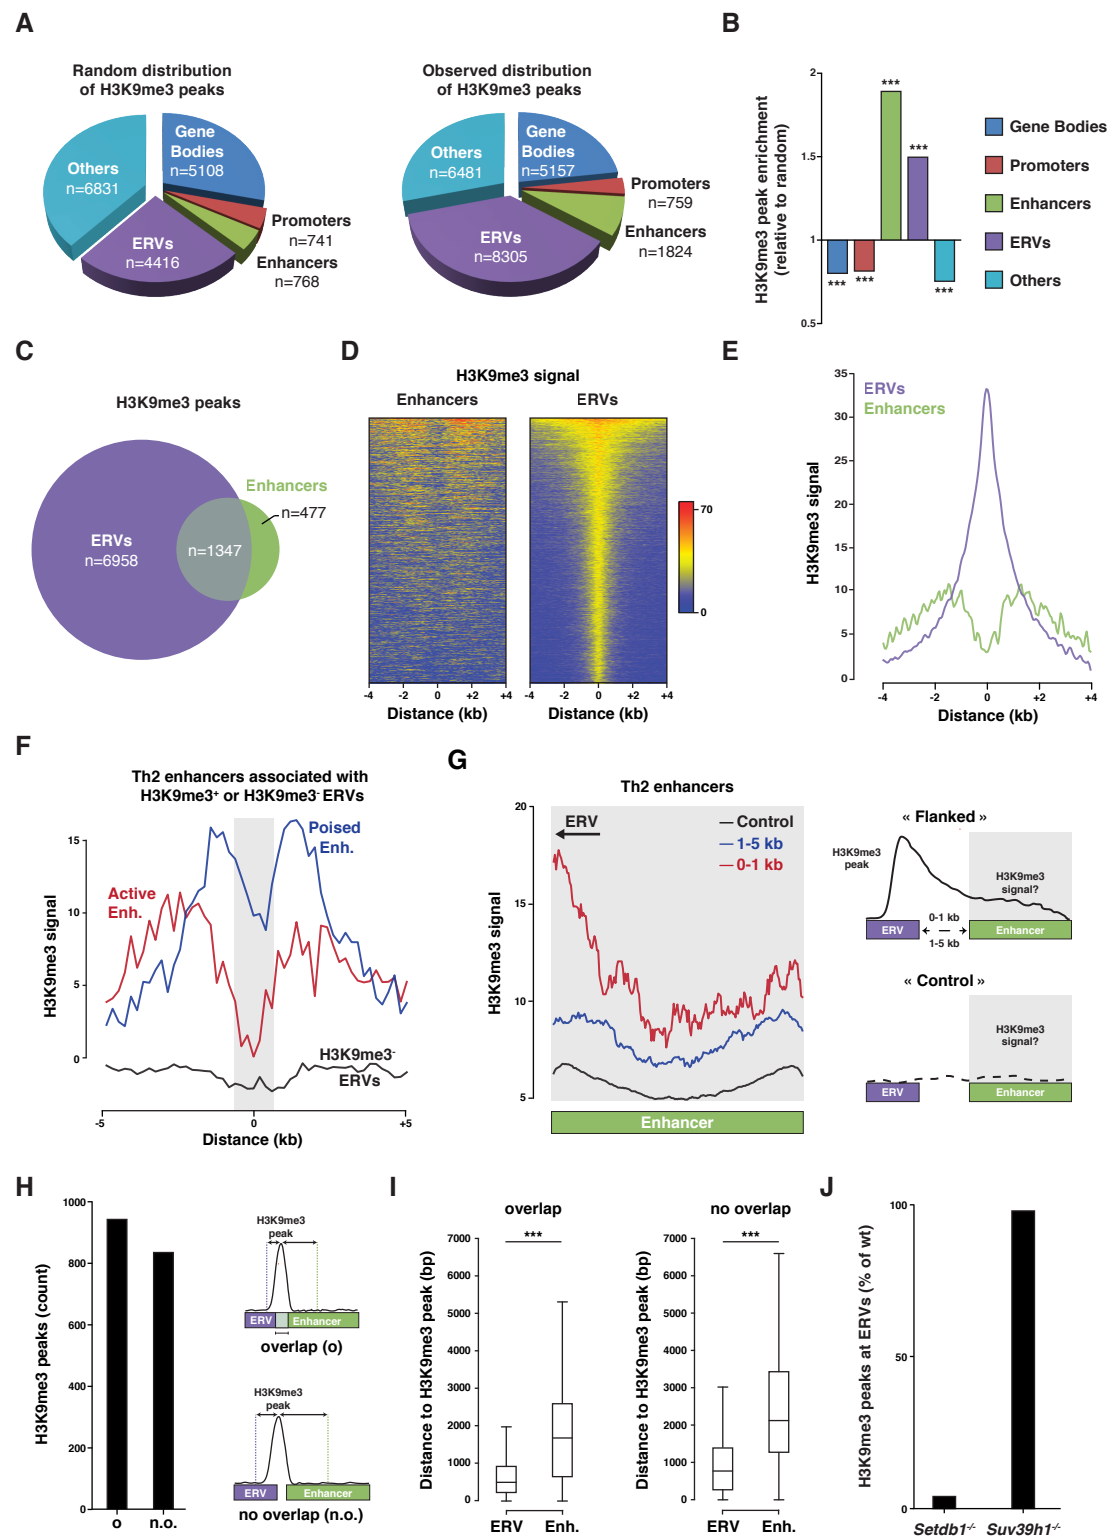 A
Random distribution
of H3K9me3 peaks
Others
n=6831
Gene
Bodies
n=5108
Promoters
n=741
Enhancers
n=768
ERVs
n=4416
Observed distribution
of H3K9me3 peaks
Others
n=6481
Gene
Bodies
n=5157
Promoters
n=759
Enhancers
n=1824
ERVs
n=8305
B
H3K9me3 peak enrichment
(relative to random)
2
1.5
1
0.5
***
***
***
***
***
Gene Bodies
Promoters
Enhancers
ERVs
Others
C
H3K9me3 peaks
ERVs
n=6958
n=1347
Enhancers
n=477
D
H3K9me3 signal
Enhancers
ERVs
-4 -2 0 +2 +4
Distance (kb)
-4 -2 0 +2 +4
Distance (kb)
70
0
E
H3K9me3 signal
35
30
25
20
15
10
5
0
ERVs
Enhancers
-4 -2 0 +2 +4
Distance (kb)
F
Th2 enhancers associated with
H3K9me3+ or H3K9me3- ERVs
H3K9me3 signal
15
10
5
0
Poised
Enh.
Active
Enh.
H3K9me3-
ERVs
-5 0 +5
Distance (kb)
G
Th2 enhancers
H3K9me3 signal
20
15
10
5
ERV
Control
1-5 kb
0-1 kb
Enhancer
« Flanked »
H3K9me3
peak
H3K9me3
signal?
0-1 kb
1-5 kb
ERV
Enhancer
« Control »
H3K9me3
signal?
ERV
Enhancer
H
H3K9me3 peaks (count)
1000
800
600
400
200
0
o n.o.
H3K9me3
peak
ERV
Enhancer
overlap (o)
H3K9me3
peak
ERV
Enhancer
no overlap (n.o.)
I
overlap
Distance to H3K9me3 peak (bp)
7000
6000
5000
4000
3000
2000
1000
0
***
ERV Enh.
no overlap
Distance to H3K9me3 peak (bp)
7000
6000
5000
4000
3000
2000
1000
0
***
ERV Enh.
J
H3K9me3 peaks at ERVs (% of wt)
100
50
0
Setdb1-/- Suv39h1-/-